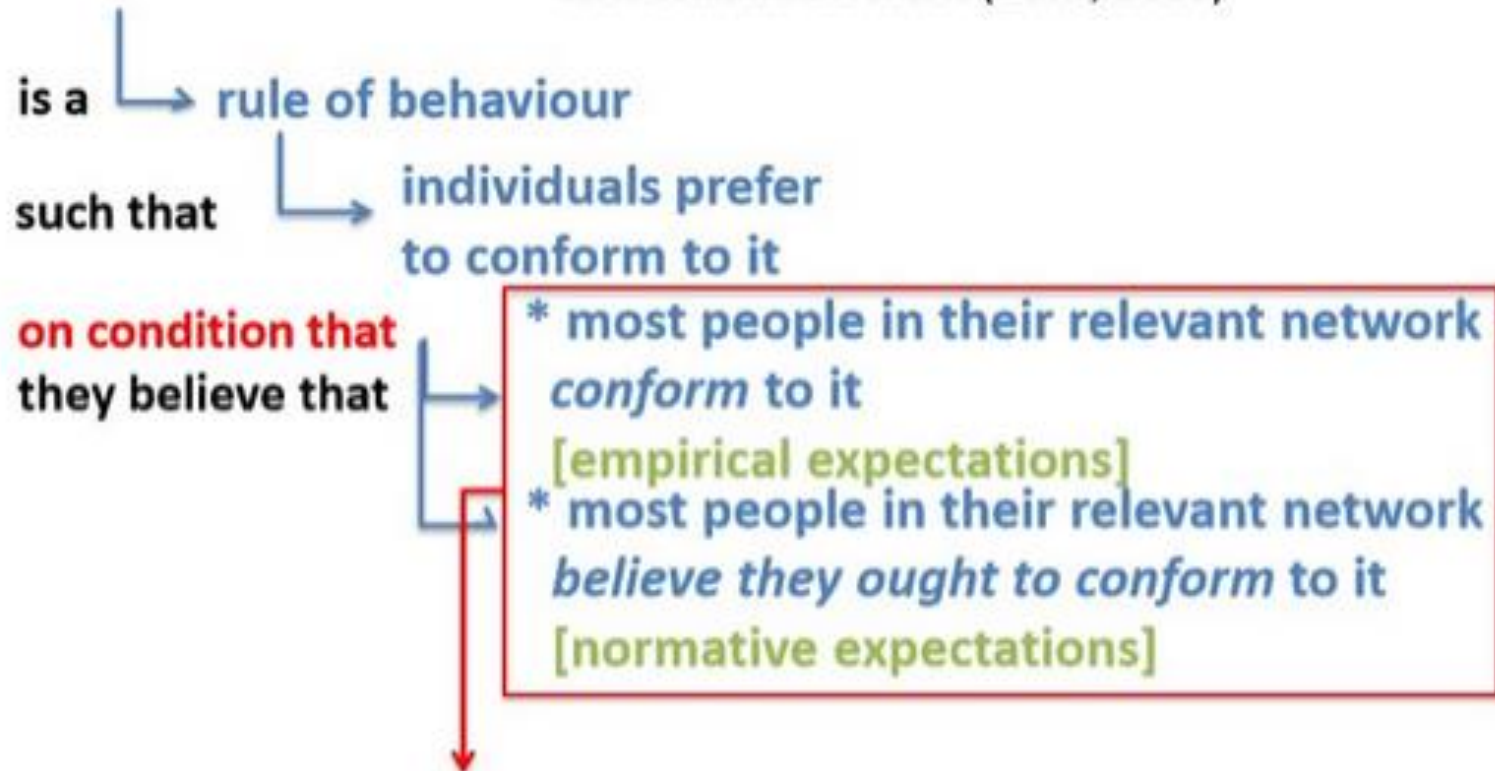 is a rule of behaviour
such that
individuals prefer
to conform to it
on condition that
they believe that
* most people in their relevant network
conform to it
[empirical expectations]
* most people in their relevant network
believe they ought to conform to it
[normative expectations]